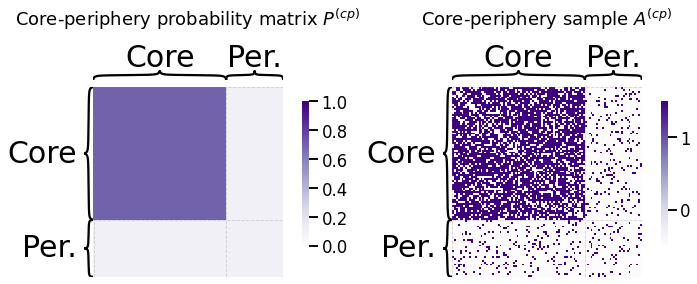 Core-periphery probability matrix P^{(cp)}
Core Per.
Core
Per.
1.0
0.8
0.6
0.4
0.2
0.0
Core-periphery sample A^{(cp)}
Core Per.
Core
Per.
1
0